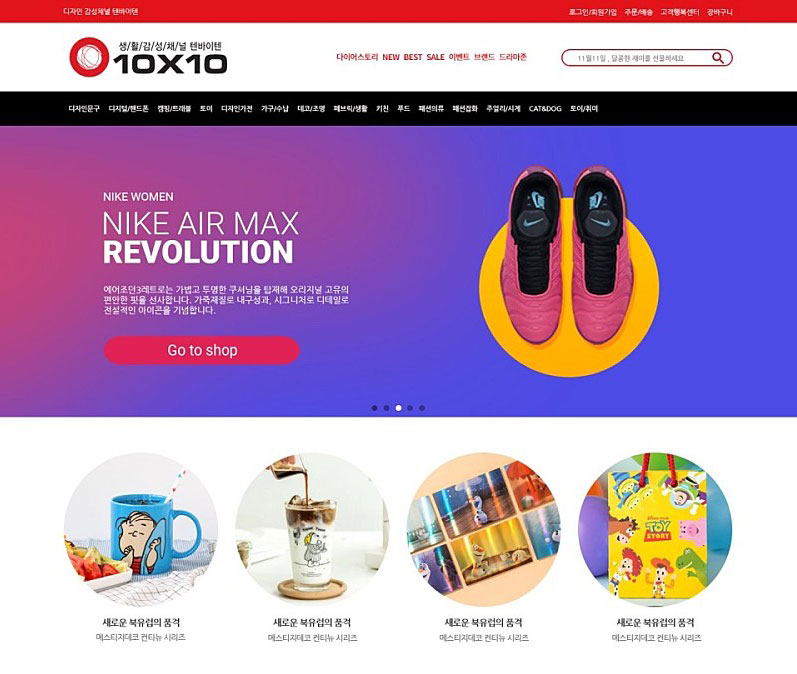 디자인 감성채널 텐바이텐
로그인/회원가입 주문/배송 고객행복센터 장바구니
생/활/감/성/채/널 텐바이텐
10X10
다이어스토리 NEW BEST SALE 이벤트 브랜드 드라마존
11월11일 , 달콤한 재미를 선물하세요
디자인문구 디지털/핸드폰 캠핑/트래블 토이 디자인가전 가구/수납 데코/조명 패브릭/생활 키친 푸드 패션의류 패션잡화 주얼리/시계 CAT&DOG 토이/취미
NIKE WOMEN
NIKE AIR MAX
REVOLUTION
에어조던3레트로는 가볍고 투명한 쿠셔닝을 탑재해 오리지널 고유의
편안한 핏을 선사합니다. 가죽재질로 내구성과, 시그니처로 디테일로
전설적인 아이콘을 기념합니다.
Go to shop
TOY
STORY
새로운 북유럽의 품격 새로운 북유럽의 품격 새로운 북유럽의 품격 새로운 북유럽의 품격
메스티지데코 컨티뉴 시리즈 메스티지데코 컨티뉴 시리즈 메스티지데코 컨티뉴 시리즈 메스티지데코 컨티뉴 시리즈